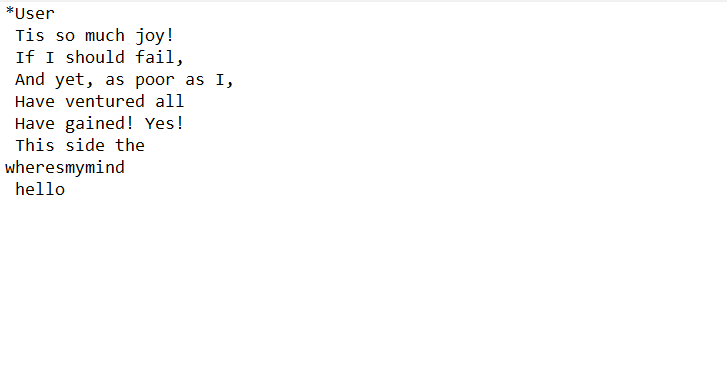 *User
Tis so much joy!
If I should fail,
And yet, as poor as I,
Have ventured all
Have gained! Yes!
This side the
wheresmymind
hello